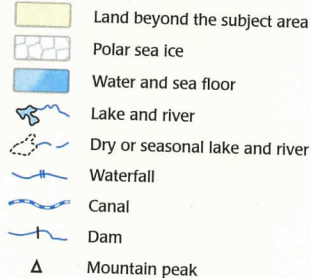 Land beyond the subject area
Polar sea ice
Water and sea floor
Lake and river
Dry or seasonal lake and river
Waterfall
Canal
Dam
Mountain peak